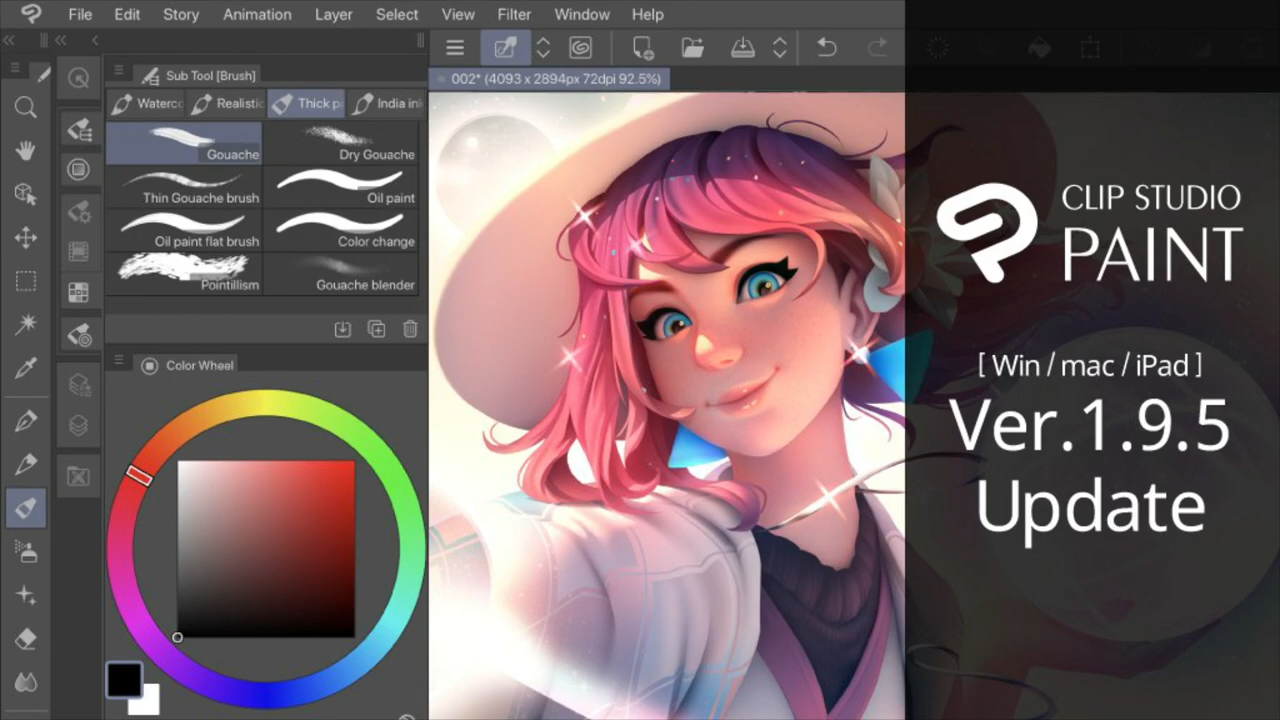 File Edit Story Animation Layer Select View Filter Window Help
Sub Tool [Brush]
Waterc Realistic Thick p India in
Gouache
Dry Gouache
Thin Gouache brush
Oil paint
Oil paint flat brush
Color change
Pointillism
Gouache blender
Color Wheel
002* (4093 x 2894px 72dpi 92.5%)
CLIP STUDIO
PAINT
[ Win / mac / iPad ]
Ver.1.9.5
Update